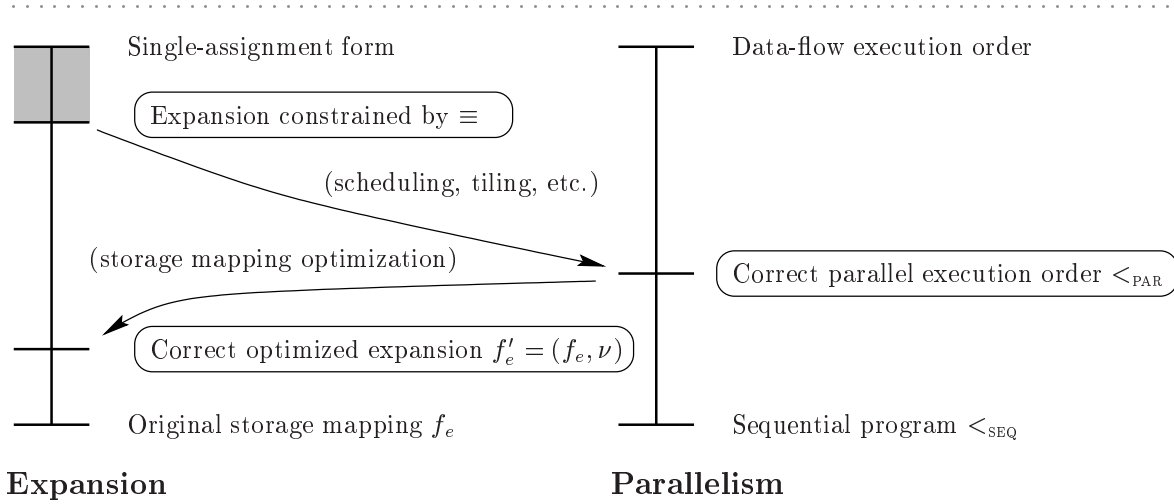 Single-assignment form
Data-flow execution order
Expansion constrained by ≡
(scheduling, tiling, etc.)
(storage mapping optimization)
Correct parallel execution order <PAR
Correct optimized expansion f′e = (fe, ν)
Original storage mapping fe
Sequential program <SEQ
Expansion
Parallelism